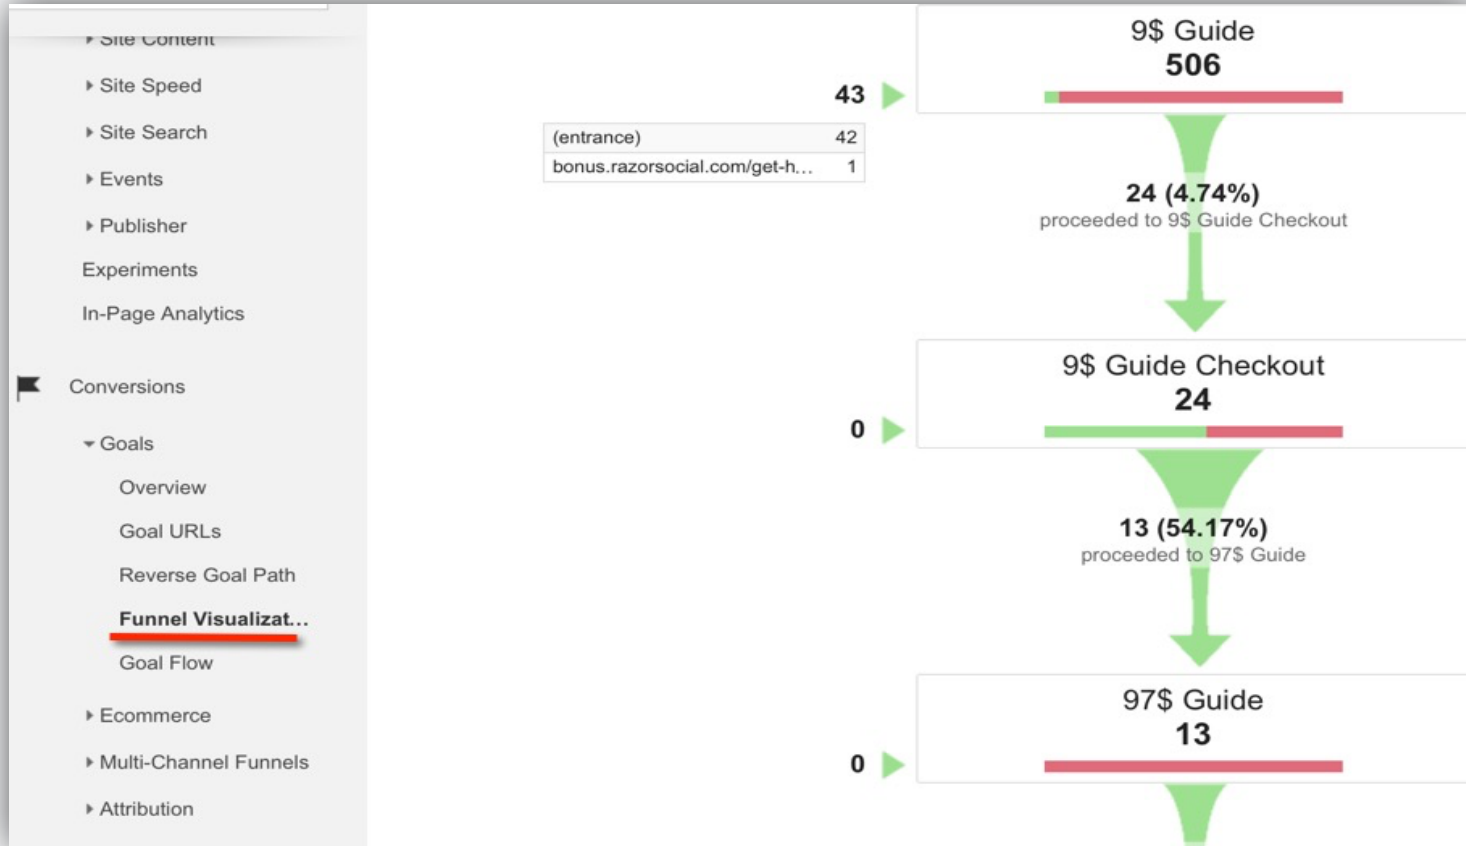 Site Content
Site Speed
Site Search
Events
Publisher
Experiments
In-Page Analytics
Conversions
Goals
Overview
Goal URLs
Reverse Goal Path
Funnel Visualizat...
Goal Flow
Ecommerce
Multi-Channel Funnels
Attribution
9$ Guide
506
43
(entrance) 42
bonus.razorsocial.com/get-h... 1
24 (4.74%)
proceeded to 9$ Guide Checkout
9$ Guide Checkout
24
0
13 (54.17%)
proceeded to 97$ Guide
97$ Guide
13
0